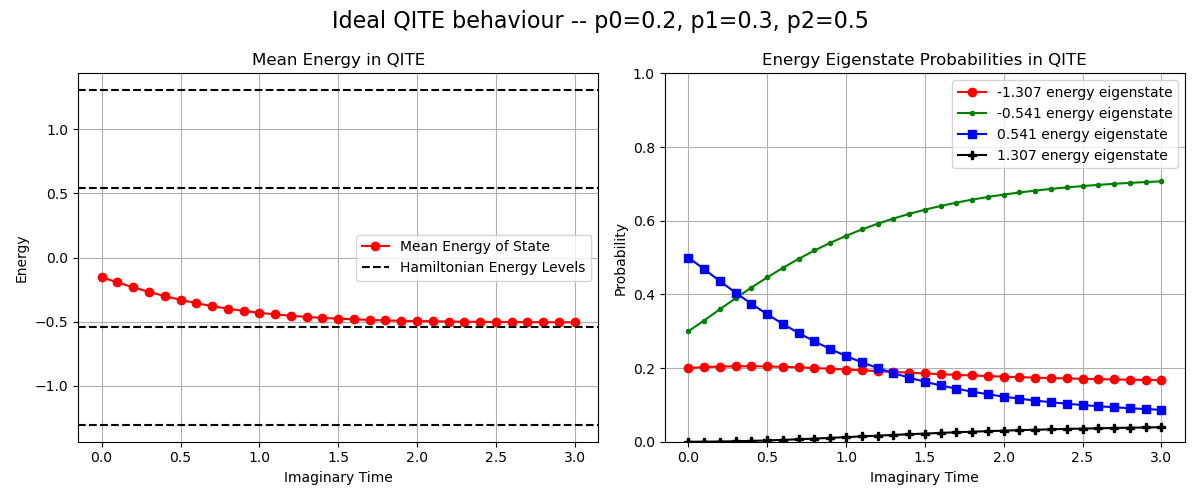 Ideal QITE behaviour -- p0=0.2, p1=0.3, p2=0.5
Mean Energy in QITE
Energy
1.0
0.5
0.0
−0.5
−1.0
Mean Energy of State
Hamiltonian Energy Levels
0.0 0.5 1.0 1.5 2.0 2.5 3.0
Imaginary Time
Energy Eigenstate Probabilities in QITE
Probability
1.0
0.8
0.6
0.4
0.2
0.0
-1.307 energy eigenstate
-0.541 energy eigenstate
0.541 energy eigenstate
1.307 energy eigenstate
0.0 0.5 1.0 1.5 2.0 2.5 3.0
Imaginary Time